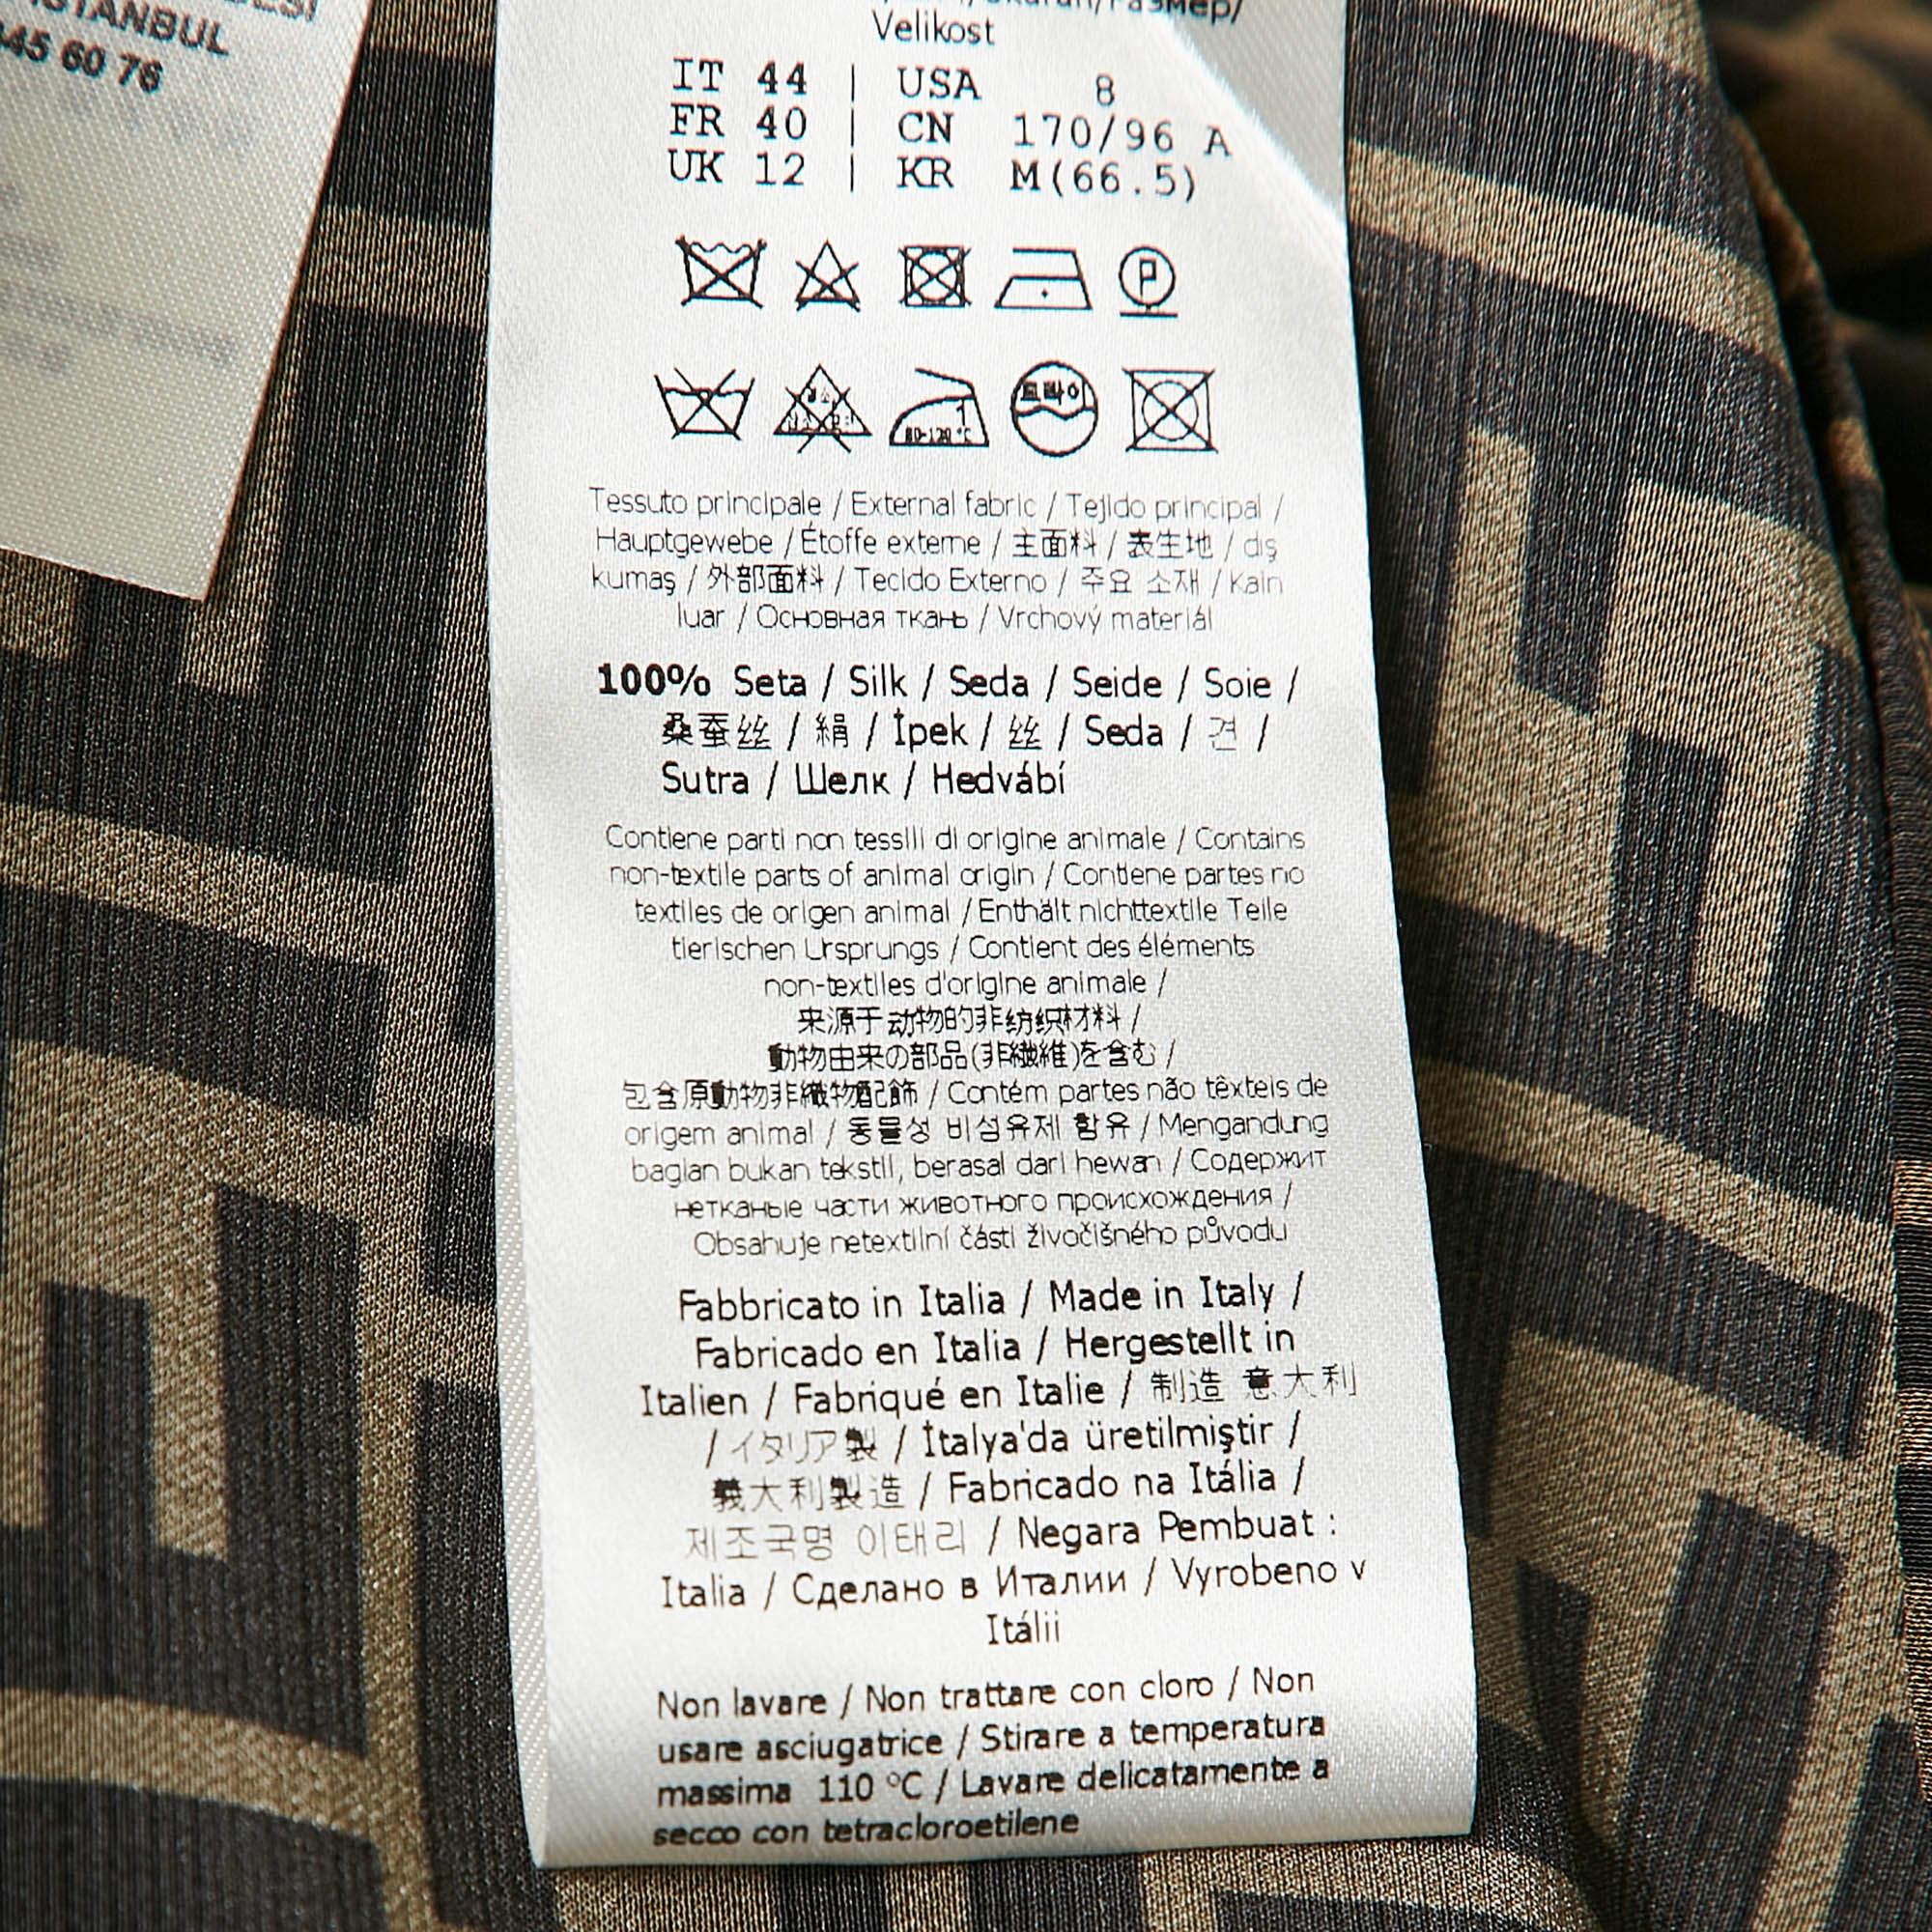 ISTANBUL
345 60 76
Velikost
IT 44 | USA 8
FR 40 | CN 170/96 A
UK 12 | KR M(66.5)
P
드라이
80-120 °C
Tessuto principale / External fabric / Tejido principal /
Hauptgewebe / Étoffe externe / 主面料 / 表生地 / dış
kumaş / 外部面料 / Tecido Externo / 주요 소재 / Kain
luar / Основная ткань / Vrchový materiál
100% Seta / Silk / Seda / Seide / Soie /
桑蚕丝 / 絹 / İpek / 丝 / Seda / 견 /
Sutra / Шелк / Hedvábí
Contiene parti non tessili di origine animale / Contains
non-textile parts of animal origin / Contiene partes no
textiles de origen animal / Enthält nichttextile Teile
tierischen Ursprungs / Contient des éléments
non-textiles d'origine animale /
来源于动物的非纺织材料 /
動物由来の部品(非繊維)を含む /
包含原動物非織物配飾 / Contém partes não têxteis de
origem animal / 동물성 비섬유제 함유 / Mengandung
bagian bukan tekstil, berasal dari hewan / Содержит
нетканые части животного происхождения /
Obsahuje netextilní části živočišného původu
Fabbricato in Italia / Made in Italy /
Fabricado en Italia / Hergestellt in
Italien / Fabriqué en Italie / 制造 意大利
/ イタリア製 / İtalya'da üretilmiştir /
義大利製造 / Fabricado na Itália /
제조국명 이태리 / Negara Pembuat :
Italia / Сделано в Италии / Vyrobeno v
Itálii
Non lavare / Non trattare con cloro / Non
usare asciugatrice / Stirare a temperatura
massima 110 °C / Lavare delicatamente a
secco con tetracloroetilene